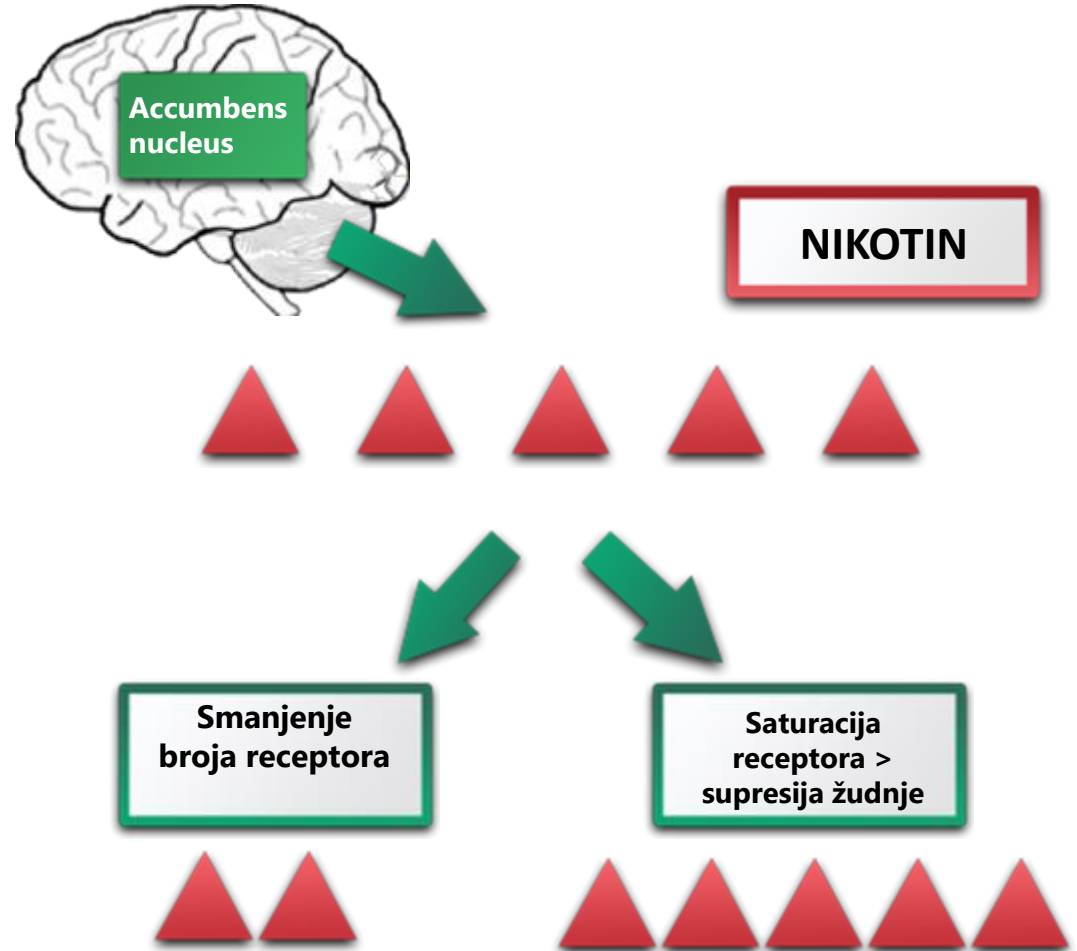 Accumbens
nucleus
NIKOTIN
Smanjenje
broja receptora
Saturacija
receptora >
supresija žudnje